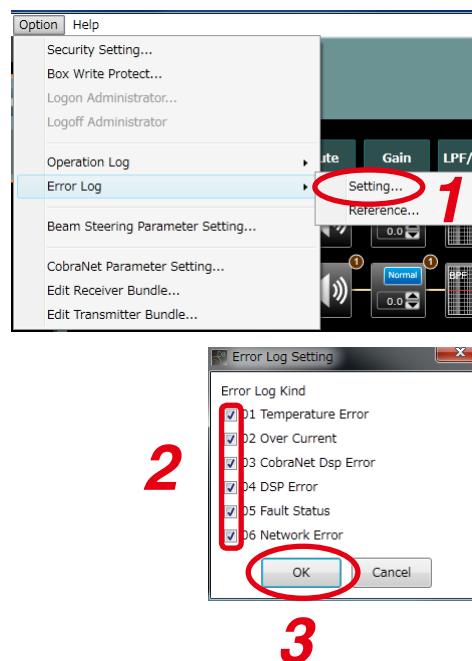 Option Help
Security Setting...
Box Write Protect...
Logon Administrator...
Logoff Administrator
Operation Log
Error Log
Beam Steering Parameter Setting...
CobraNet Parameter Setting...
Edit Receiver Bundle...
Edit Transmitter Bundle...
Gain LPF/
Setting...
Reference...
1
0.0
1 1
Normal BPF
0.0
Error Log Setting
X
Error Log Kind
01 Temperature Error
02 Over Current
03 CobraNet Dsp Error
04 DSP Error
05 Fault Status
06 Network Error
2
OK Cancel
3